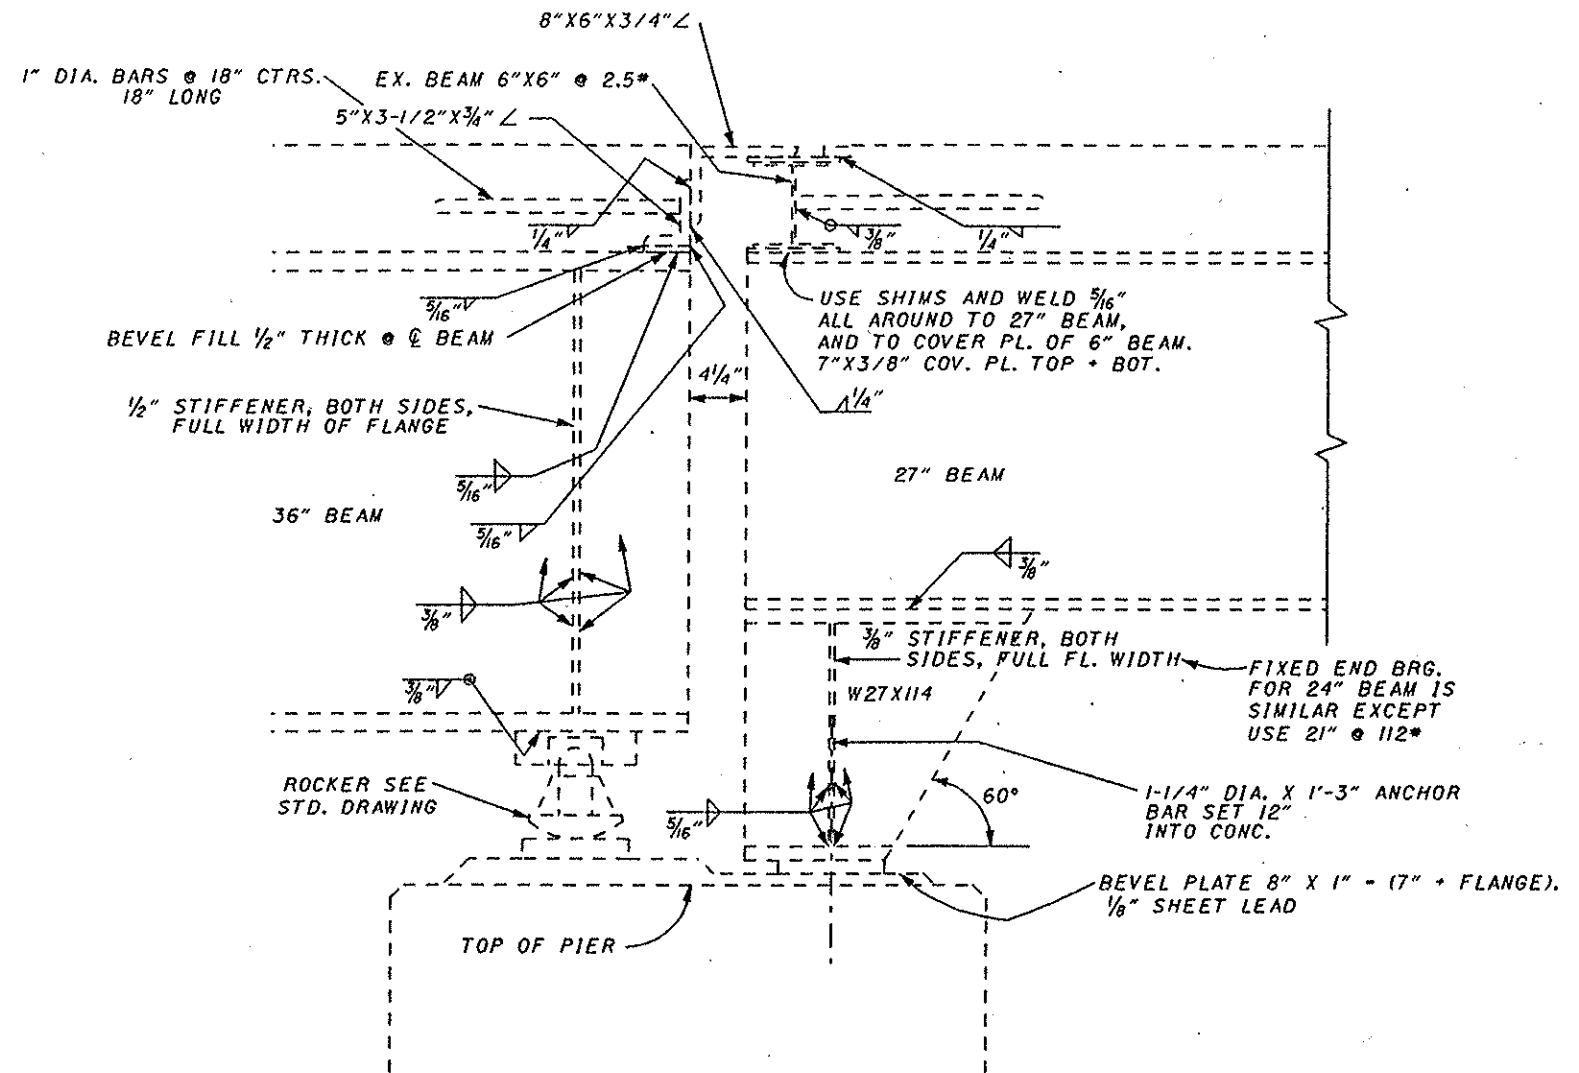 8"X6"X3/4"∠
1" DIA. BARS @ 18" CTRS.
18" LONG
EX. BEAM 6"X6" @ 2.5#
5"X3-1/2"X3/4" ∠
1/4"
3/8"
1/4"
5/16"
BEVEL FILL 1/2" THICK @ ℄ BEAM
USE SHIMS AND WELD 5/16"
ALL AROUND TO 27" BEAM,
AND TO COVER PL. OF 6" BEAM.
7"X3/8" COV. PL. TOP + BOT.
4 1/4"
1/4"
1/2" STIFFENER, BOTH SIDES,
FULL WIDTH OF FLANGE
5/16"
27" BEAM
36" BEAM
5/16"
3/8"
3/8"
3/8" STIFFENER, BOTH
SIDES, FULL FL. WIDTH
FIXED END BRG.
FOR 24" BEAM IS
SIMILAR EXCEPT
USE 21" @ 112#
3/8"
W27X114
ROCKER SEE
STD. DRAWING
5/16"
60°
1-1/4" DIA. X 1'-3" ANCHOR
BAR SET 12"
INTO CONC.
BEVEL PLATE 8" X 1" - (7" + FLANGE).
1/8" SHEET LEAD
TOP OF PIER